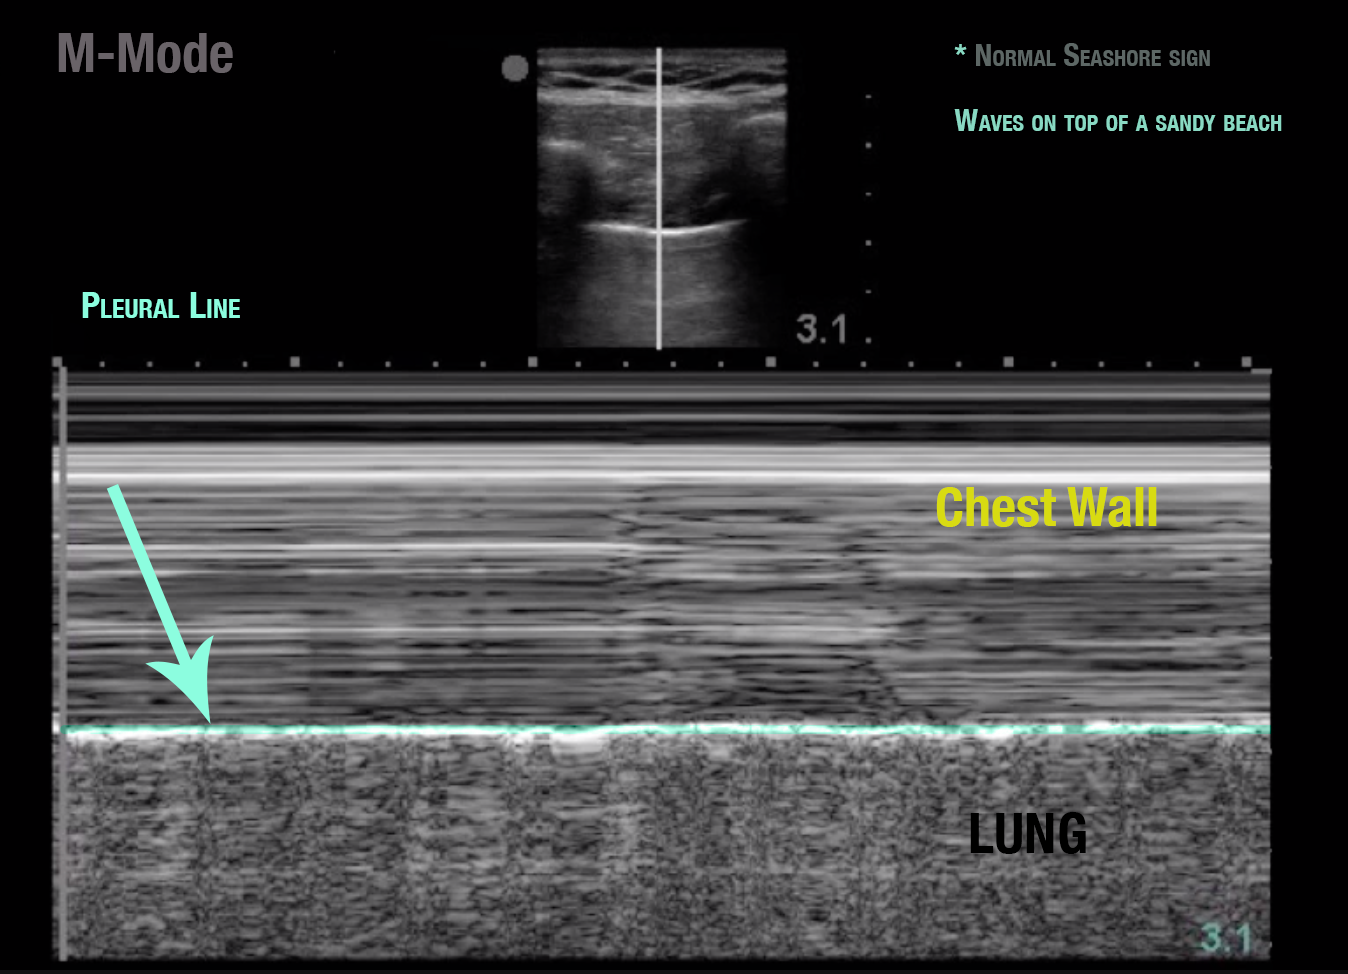 M-Mode
* Normal Seashore sign
Waves on top of a sandy beach
Pleural Line
3.1
Chest Wall
LUNG
3.1